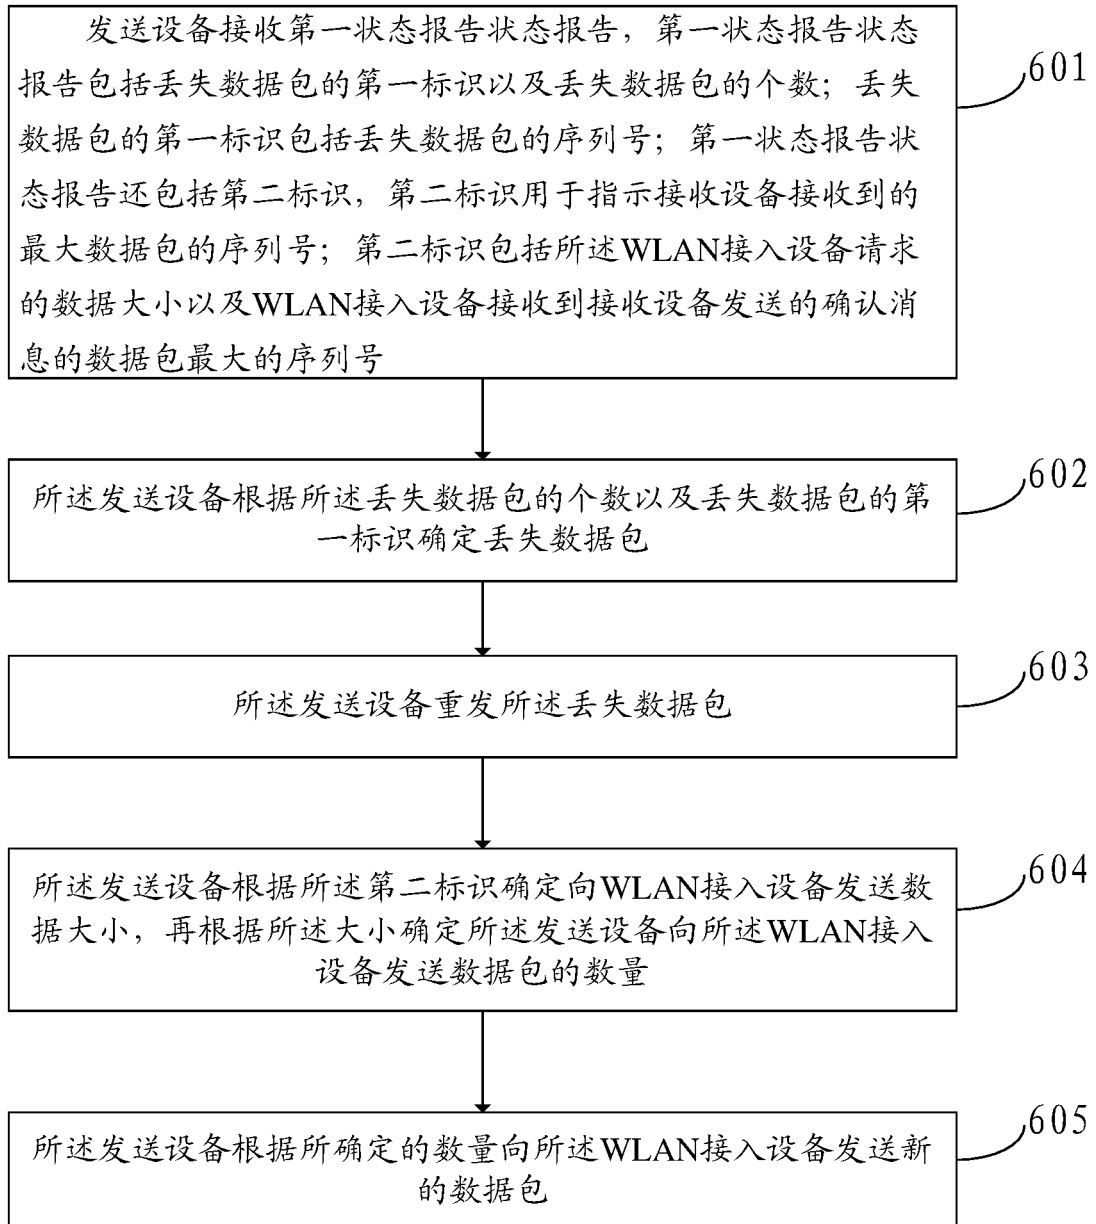 发送设备接收第一状态报告状态报告，第一状态报告状态
报告包括丢失数据包的第一标识以及丢失数据包的个数；丢失
数据包的第一标识包括丢失数据包的序列号；第一状态报告状
态报告还包括第二标识，第二标识用于指示接收设备接收到的
最大数据包的序列号；第二标识包括所述WLAN接入设备请求
的数据大小以及WLAN接入设备接收到接收设备发送的确认消
息的数据包最大的序列号
601
所述发送设备根据所述丢失数据包的个数以及丢失数据包的第
一标识确定丢失数据包
602
所述发送设备重发所述丢失数据包
603
所述发送设备根据所述第二标识确定向WLAN接入设备发送数
据大小，再根据所述大小确定所述发送设备向所述WLAN接入
设备发送数据包的数量
604
所述发送设备根据所确定的数量向所述WLAN接入设备发送新
的数据包
605